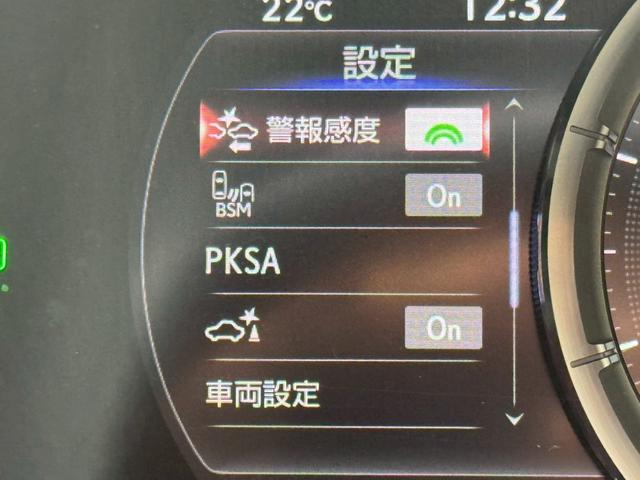 22℃ 12:32
設定
警報感度
BSM On
PKSA
On
車両設定